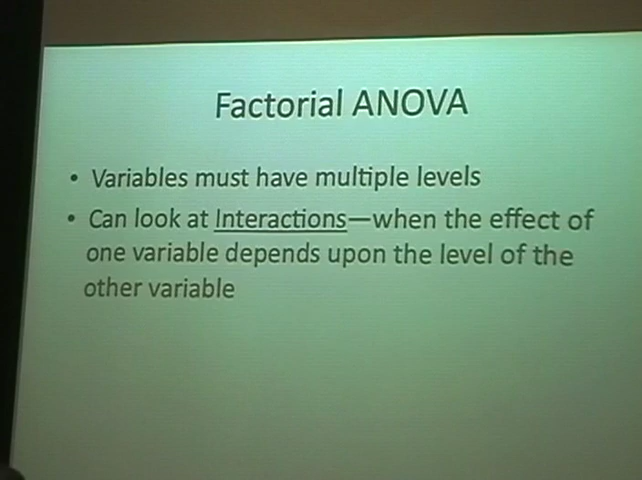 Factorial ANOVA
• Variables must have multiple levels
• Can look at Interactions—when the effect of
one variable depends upon the level of the
other variable